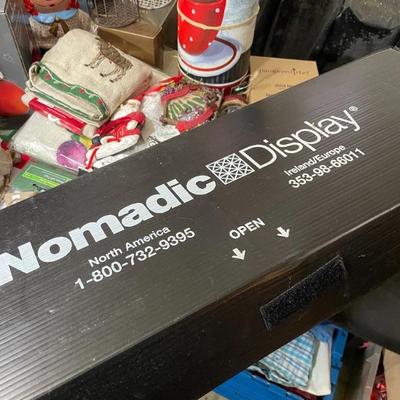 Nomadic Display®
North America
1-800-732-9395
OPEN
Ireland/Europe
353-98-66011